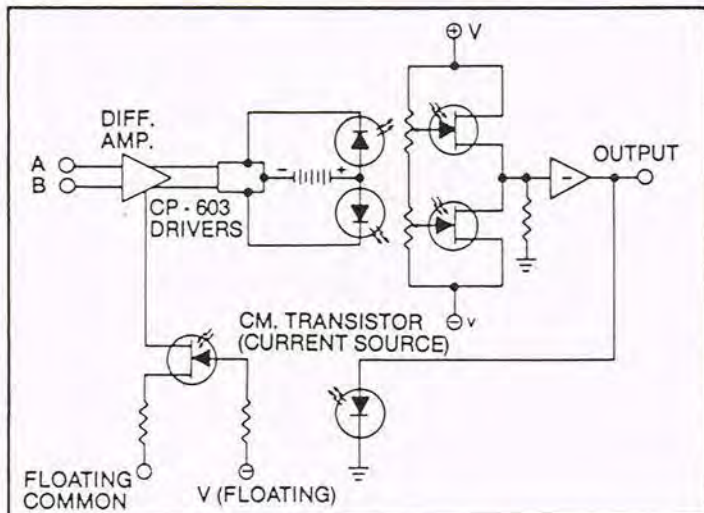 ⊕ V
DIFF.
AMP.
A
B
CP - 603
DRIVERS
− +
−
OUTPUT
⊖ v
CM. TRANSISTOR
(CURRENT SOURCE)
FLOATING
COMMON
⊖
V (FLOATING)